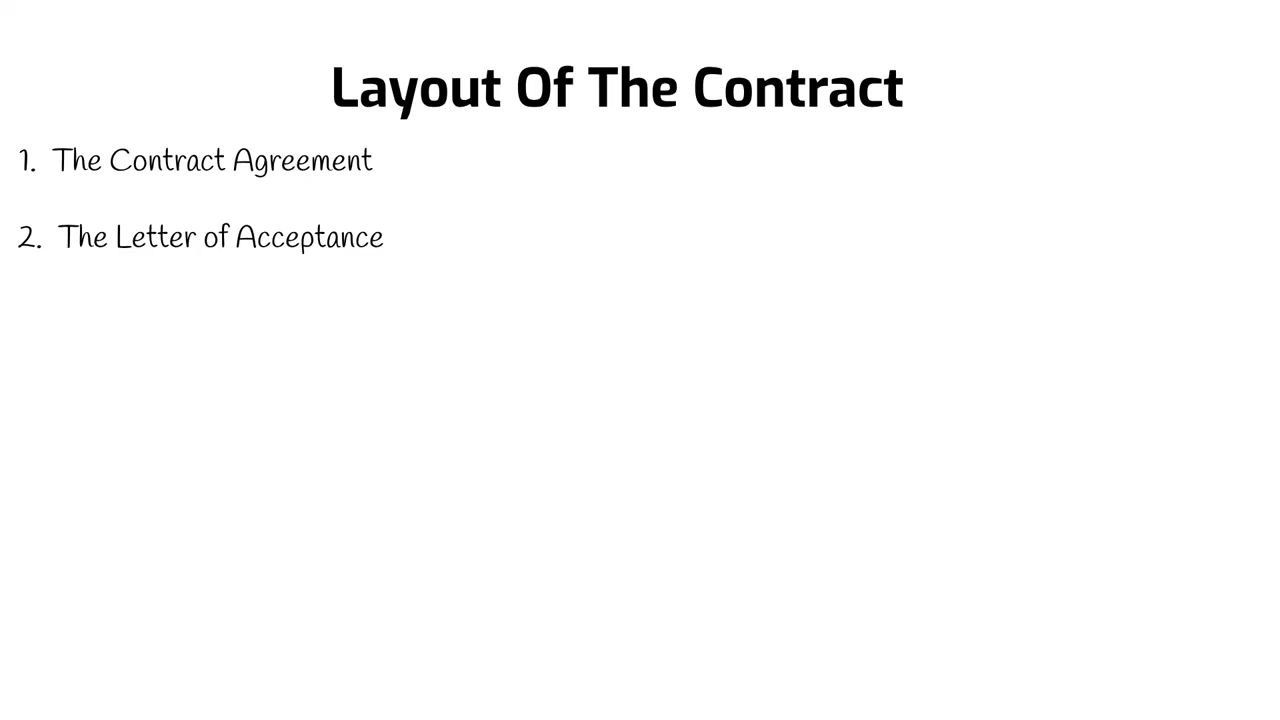 Layout Of The Contract
1. The Contract Agreement
2. The Letter of Acceptance